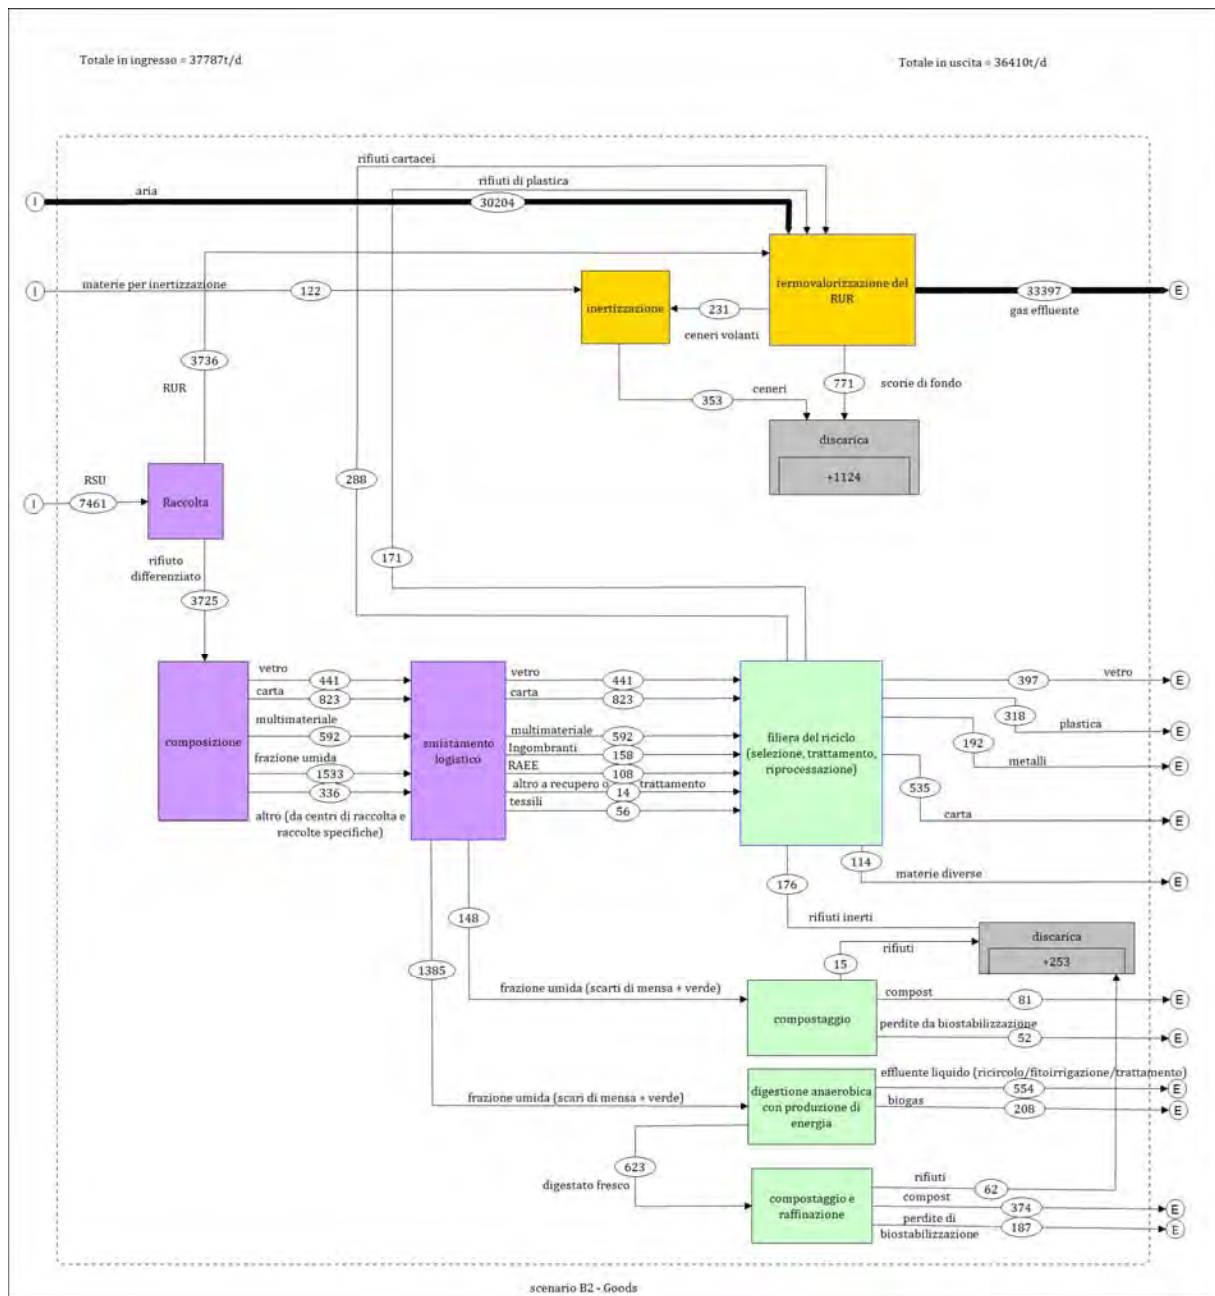 Totale in ingresso = 37787t/d
Totale in uscita = 36410t/d
rifiuti cartacei
rifiuti di plastica
I
aria
30204
termovalorizzazione del
RUR
I
materie per inertizzazione
122
inertizzazione
231
ceneri volanti
33397
gas effluente
E
3736
RUR
353
ceneri
771
scorie di fondo
discarica
+1124
288
I
RSU
7461
Raccolta
171
rifiuto
differenziato
3725
composizione
vetro
441
carta
823
multimateriale
592
frazione umida
1533
336
altro (da centri di raccolta e
raccolte specifiche)
smistamento
logistico
vetro
441
carta
823
multimateriale
592
Ingombranti
158
RAEE
108
altro a recupero o trattamento
14
tessili
56
filiera del riciclo
(selezione, trattamento,
riprocessazione)
397
vetro
E
318
plastica
E
192
metalli
E
535
carta
E
114
materie diverse
E
176
rifiuti inerti
148
1385
discarica
+253
15
rifiuti
frazione umida (scarti di mensa + verde)
compostaggio
compost
81
E
perdite da biostabilizzazione
52
E
frazione umida (scari di mensa + verde)
digestione anaerobica
con produzione di
energia
effluente liquido (ricircolo/fitoirrigazione/trattamento)
554
E
biogas
208
E
623
digestato fresco
compostaggio e
raffinazione
rifiuti
62
compost
374
E
perdite di
biostabilizzazione
187
E
scenario B2 - Goods